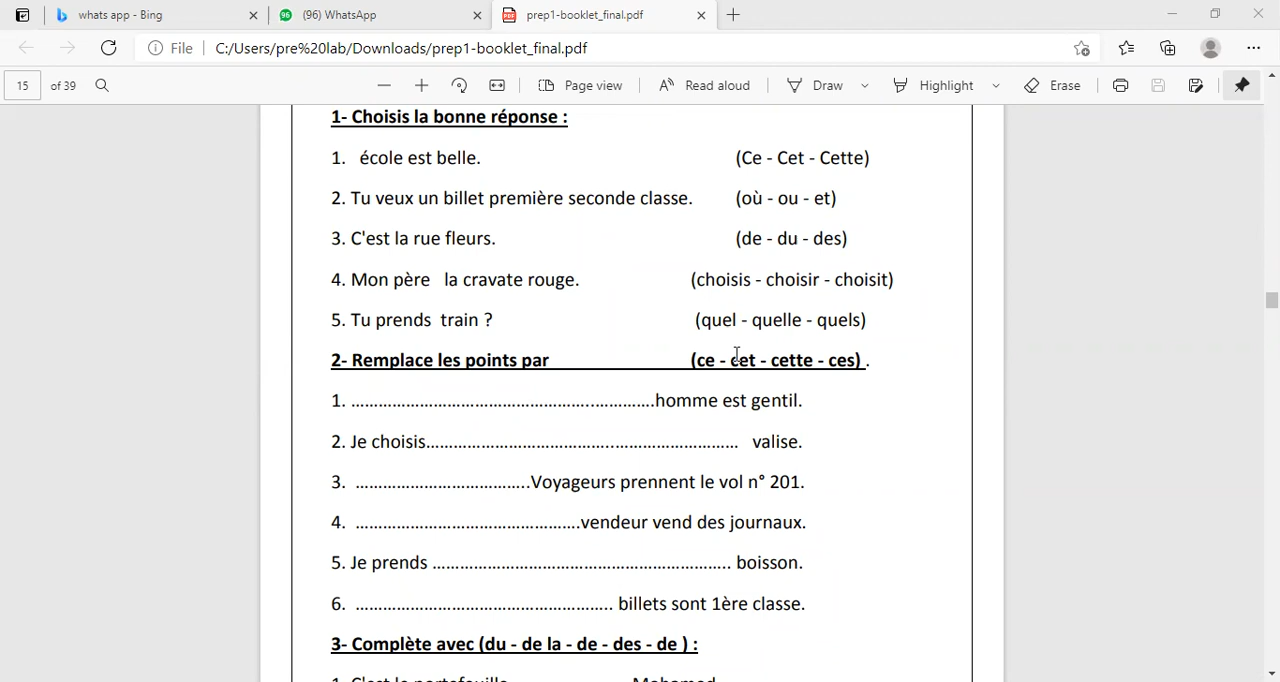 whats app - Bing
(96) WhatsApp
prep1-booklet_final.pdf
File
C:/Users/pre%20lab/Downloads/prep1-booklet_final.pdf
15 of 39
Page view
Read aloud
Draw
Highlight
Erase
1- Choisis la bonne réponse :
1. école est belle. (Ce - Cet - Cette)
2. Tu veux un billet première seconde classe. (où - ou - et)
3. C'est la rue fleurs. (de - du - des)
4. Mon père la cravate rouge. (choisis - choisir - choisit)
5. Tu prends train ? (quel - quelle - quels)
2- Remplace les points par (ce - cet - cette - ces) .
1. ……………………………………………………homme est gentil.
2. Je choisis………………………………………………… valise.
3. ……………………………..Voyageurs prennent le vol n° 201.
4. …………………………………….vendeur vend des journaux.
5. Je prends ………………………………………………….. boisson.
6. ……………………………………………. billets sont 1ère classe.
3- Complète avec (du - de la - de - des - de ) :
1. C'est le portefeuille Mohamed